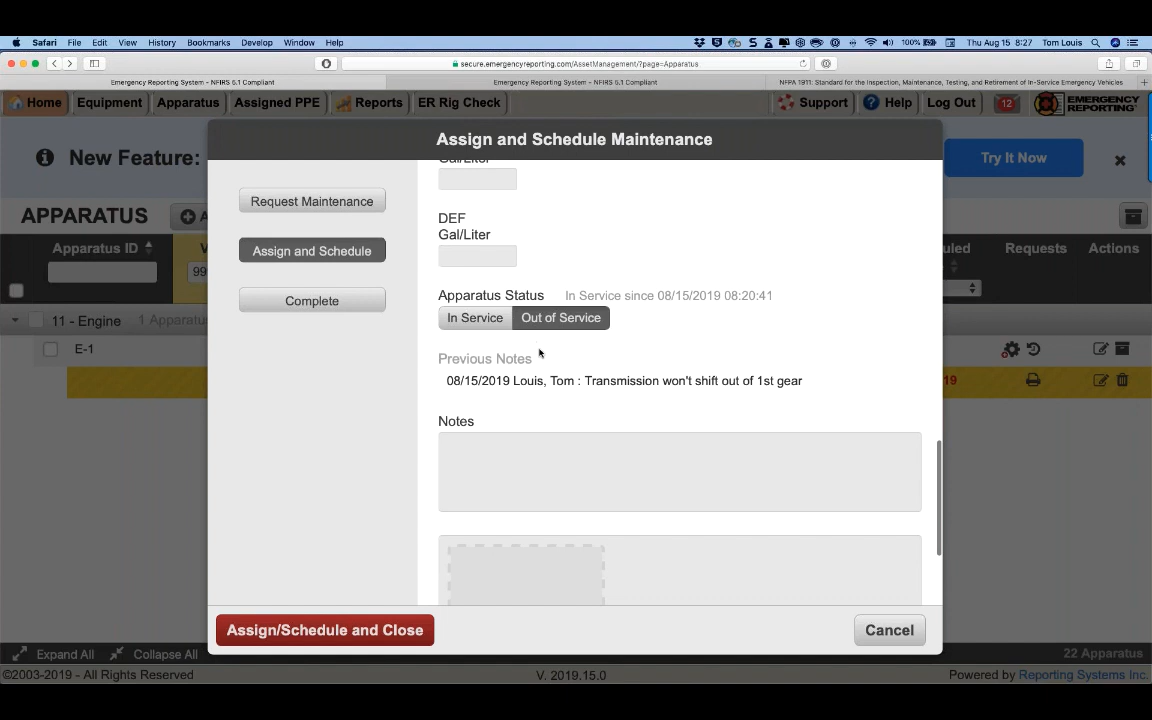 Safari File Edit View History Bookmarks Develop Window Help 100% Thu Aug 15 8:27 Tom Louis
secure.emergencyreporting.com/AssetManagement/?page=Apparatus
Emergency Reporting System - NFIRS 5.1 Compliant Emergency Reporting System - NFIRS 5.1 Compliant NFPA 1911: Standard for the Inspection, Maintenance, Testing, and Retirement of In-Service Emergency Vehicles
Home Equipment Apparatus Assigned PPE Reports ER Rig Check Support Help Log Out 12 EMERGENCY REPORTING
Assign and Schedule Maintenance
New Feature: Try It Now
Gal/Liter
Request Maintenance
APPARATUS
DEF
Gal/Liter
Assign and Schedule
Apparatus ID Requests Actions
99
Apparatus Status In Service since 08/15/2019 08:20:41
Complete
In Service Out of Service
11 - Engine 1 Apparatus
E-1
Previous Notes
08/15/2019 Louis, Tom : Transmission won't shift out of 1st gear
19
Notes
Assign/Schedule and Close Cancel
Expand All Collapse All 22 Apparatus
©2003-2019 - All Rights Reserved V. 2019.15.0 Powered by Reporting Systems Inc.